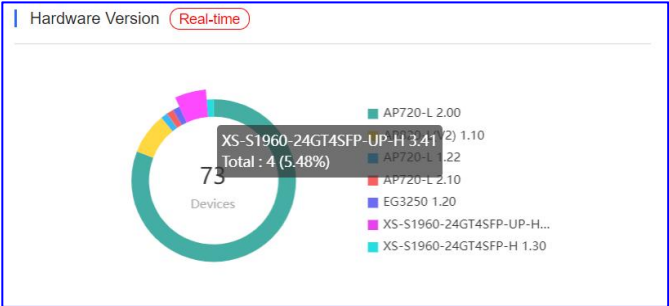 Hardware Version Real-time
AP720-L 2.00
XS-S1960-24GT4SFP-UP-H 3.41
Total : 4 (5.48%)
73
Devices
(V2) 1.10
AP720-L 1.22
AP720-L 2.10
EG3250 1.20
XS-S1960-24GT4SFP-UP-H...
XS-S1960-24GT4SFP-H 1.30